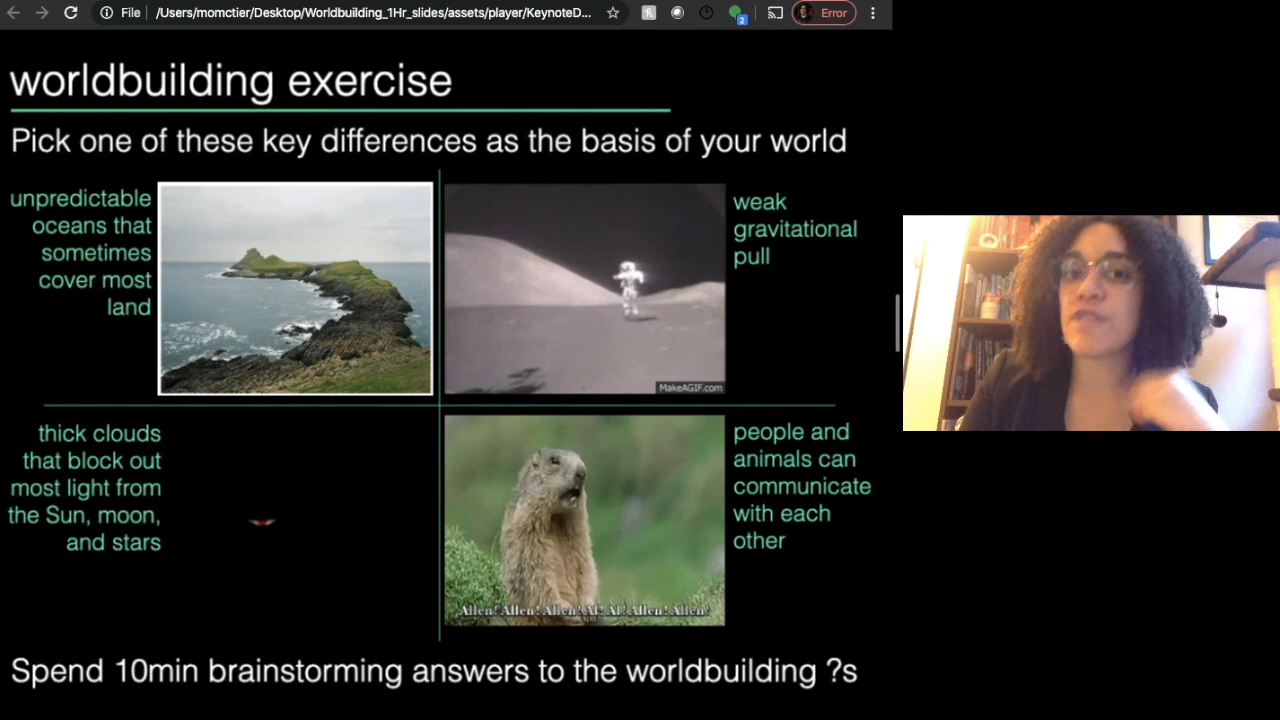 File
/Users/momctier/Desktop/Worldbuilding_1Hr_slides/assets/player/KeynoteD...
2
Error
worldbuilding exercise
Pick one of these key differences as the basis of your world
unpredictable
oceans that
sometimes
cover most
land
MakeAGIF.com
weak
gravitational
pull
thick clouds
that block out
most light from
the Sun, moon,
and stars
Allen! Allen! Allen! Al! Al! Allen! Allen!
people and
animals can
communicate
with each
other
Spend 10min brainstorming answers to the worldbuilding ?s